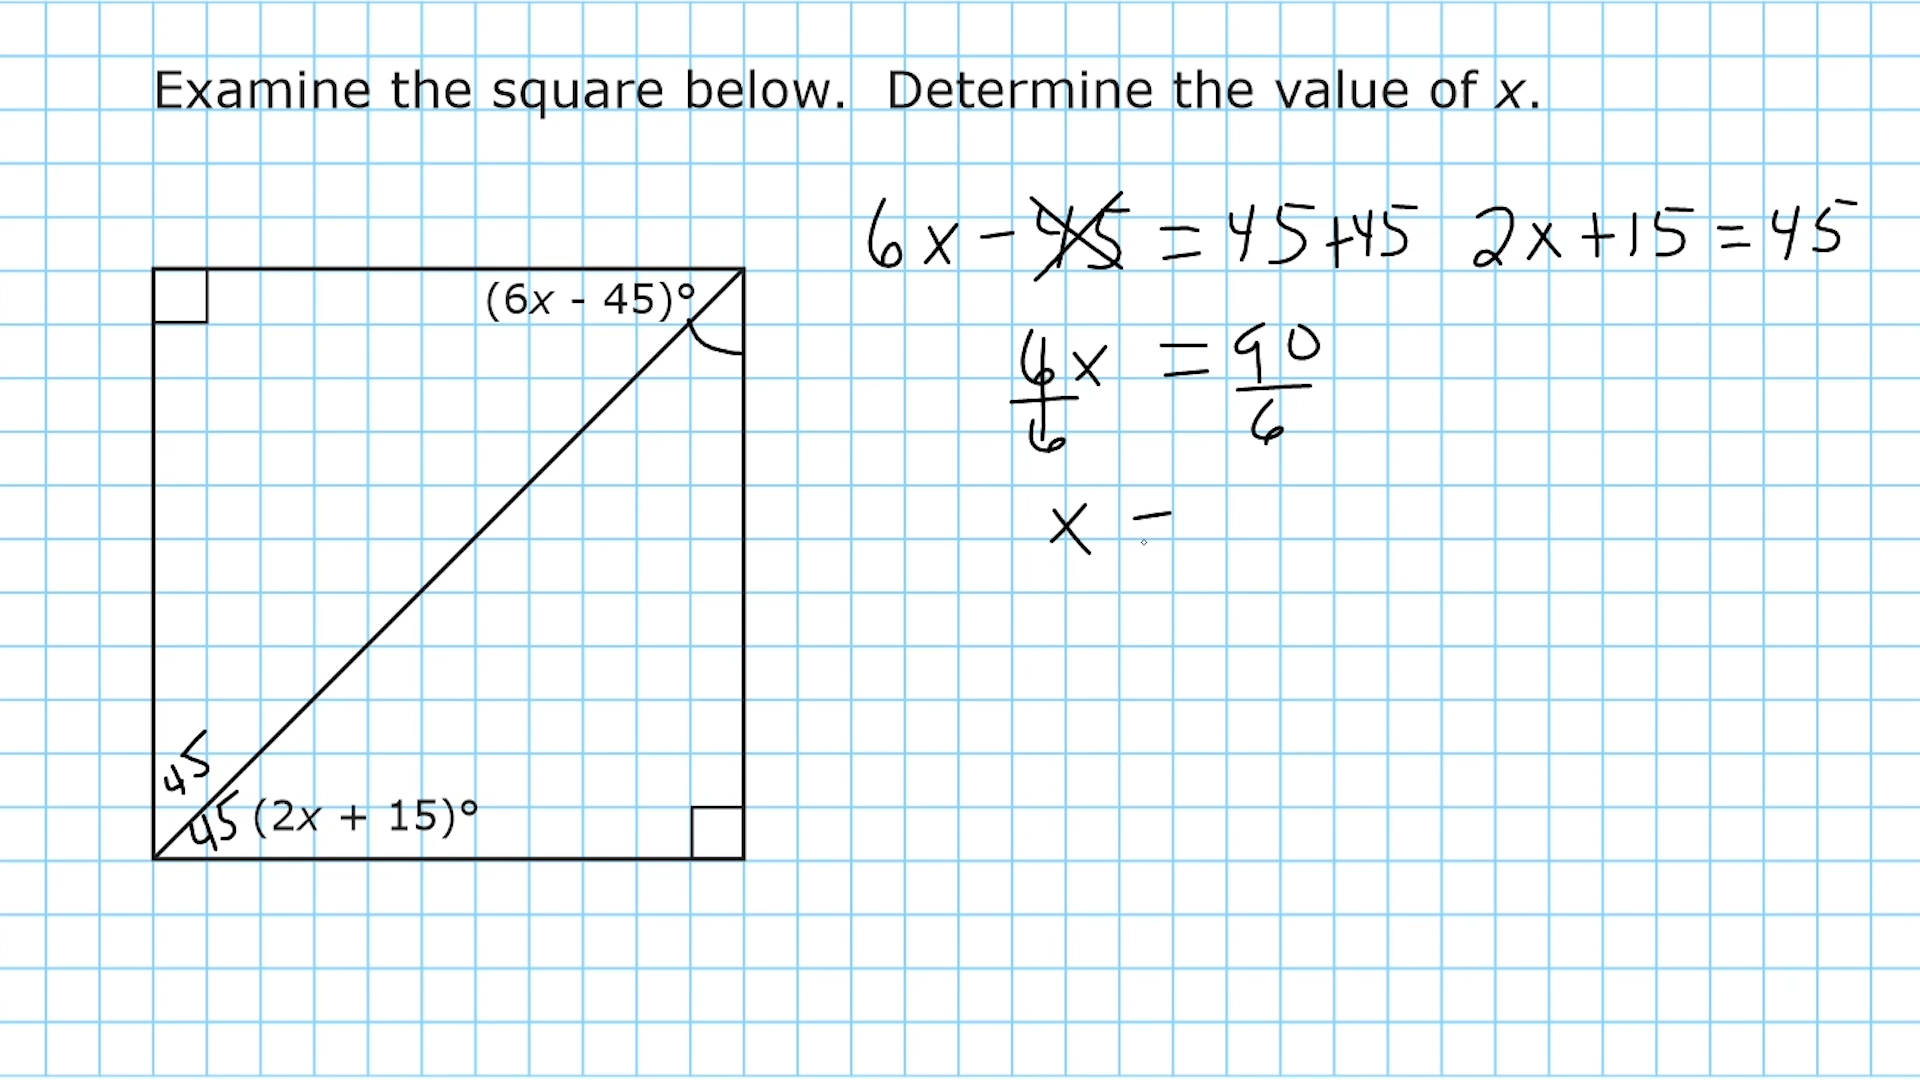 Examine the square below. Determine the value of x.
6x - 45 = 45 + 45 2x + 15 = 45
(6x - 45)°
6x = 90
6 6
x =
45
45 (2x + 15)°